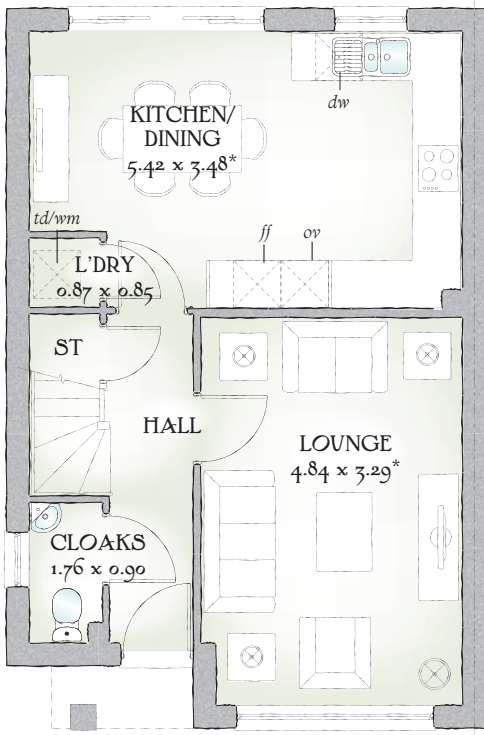 dw
KITCHEN/
DINING
5.42 x 3.48*
td/wm
ff
ov
L'DRY
0.87 x 0.85
ST
HALL
LOUNGE
4.84 x 3.29*
CLOAKS
1.76 x 0.90